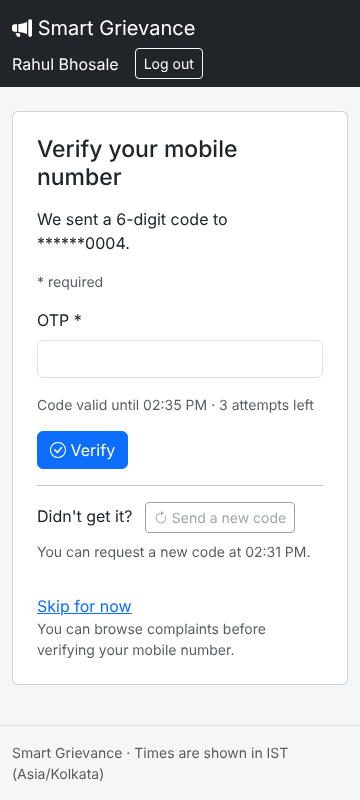 Smart Grievance
Rahul Bhosale Log out
Verify your mobile
number
We sent a 6-digit code to
******0004.
* required
OTP *
Code valid until 02:35 PM · 3 attempts left
Verify
Didn't get it? Send a new code
You can request a new code at 02:31 PM.
Skip for now
You can browse complaints before
verifying your mobile number.
Smart Grievance · Times are shown in IST
(Asia/Kolkata)